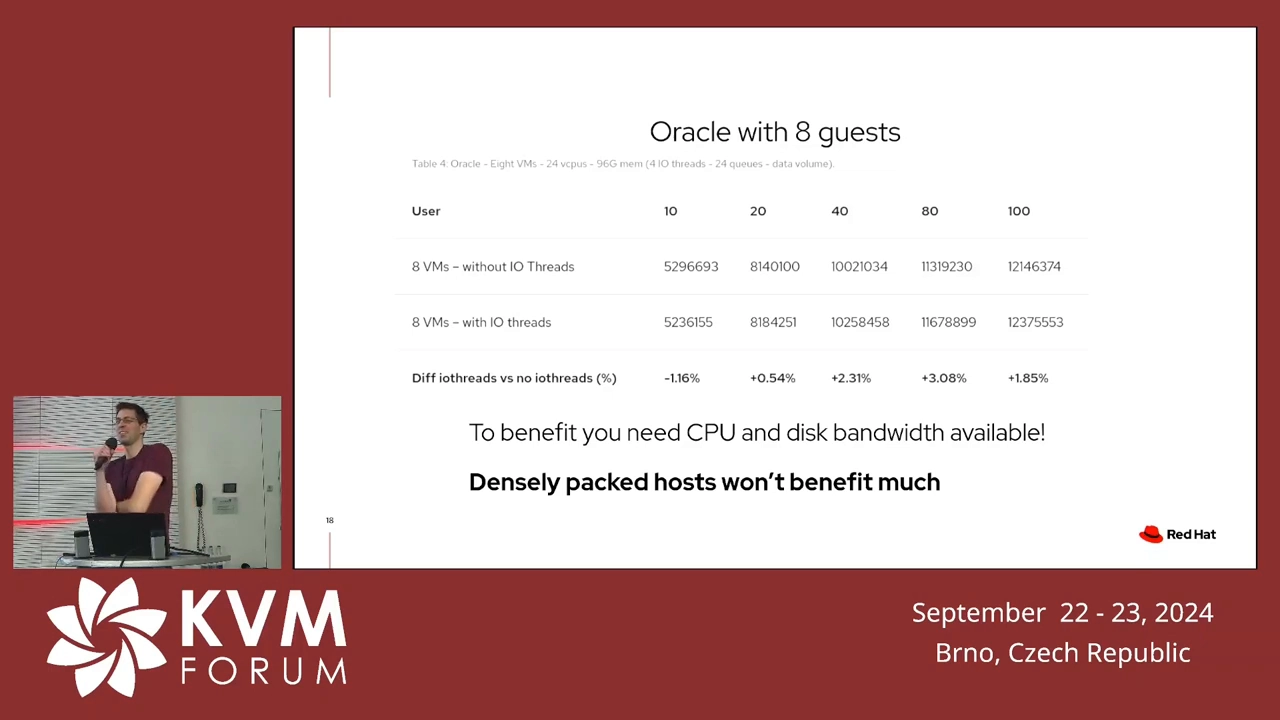 Oracle with 8 guests
Table 4: Oracle - Eight VMs - 24 vcpus - 96G mem (4 IO threads - 24 queues - data volume).
User 10 20 40 80 100
8 VMs – without IO Threads 5296693 8140100 10021034 11319230 12146374
8 VMs – with IO threads 5236155 8184251 10258458 11678899 12375553
Diff iothreads vs no iothreads (%) -1.16% +0.54% +2.31% +3.08% +1.85%
To benefit you need CPU and disk bandwidth available!
Densely packed hosts won't benefit much
18
Red Hat
KVM
FORUM
September 22 - 23, 2024
Brno, Czech Republic